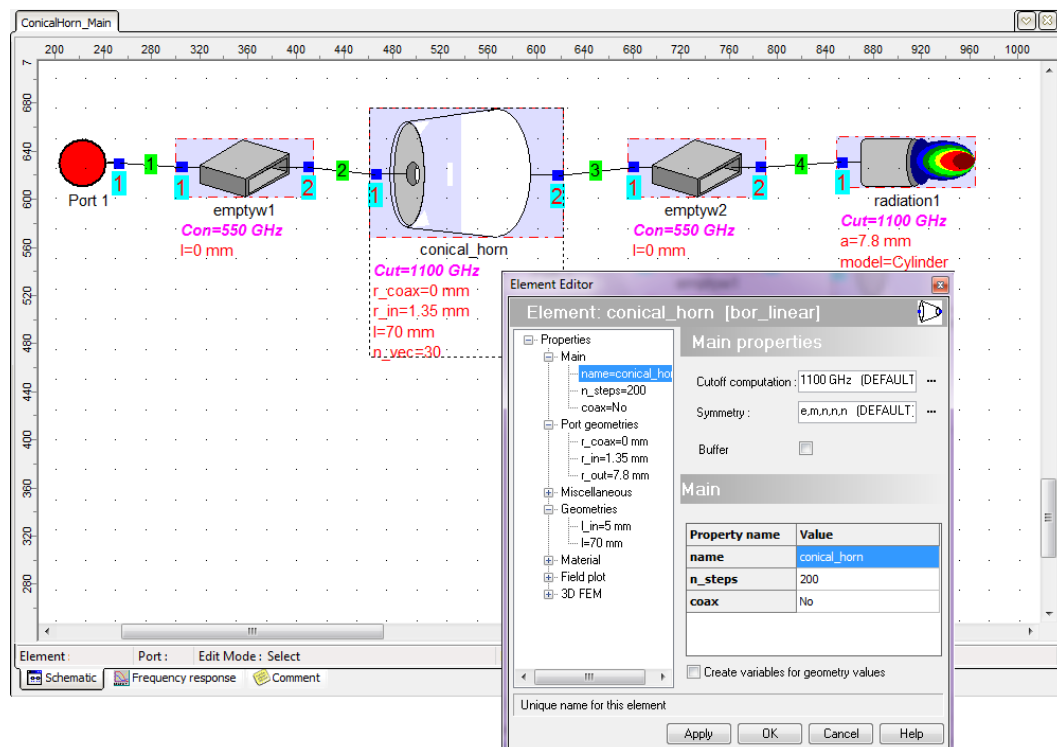 ConicalHorn_Main
200 240 280 320 360 400 440 480 520 560 600 640 680 720 760 800 840 880 920 960 1000
7
680
640
600
560
520
480
440
400
360
320
280
1 1 2 2 1 2 3 1 2 4 1
Port 1
emptyw1
Con=550 GHz
l=0 mm
conical_horn
Cut=1100 GHz
r_coax=0 mm
r_in=1.35 mm
l=70 mm
n_vec=30
emptyw2
Con=550 GHz
l=0 mm
radiation1
Cut=1100 GHz
a=7.8 mm
model=Cylinder
Element Editor
Element: conical_horn [bor_linear]
Properties
Main
name=conical_hor
n_steps=200
coax=No
Port geometries
r_coax=0 mm
r_in=1.35 mm
r_out=7.8 mm
Miscellaneous
Geometries
l_in=5 mm
l=70 mm
Material
Field plot
3D FEM
Main properties
Cutoff computation : 1100 GHz (DEFAULT ...
Symmetry : e,m,n,n,n (DEFAULT) ...
Buffer
Main
Property name Value
name conical_horn
n_steps 200
coax No
Create variables for geometry values
Unique name for this element
Apply OK Cancel Help
Element: Port : Edit Mode : Select
Schematic Frequency response Comment